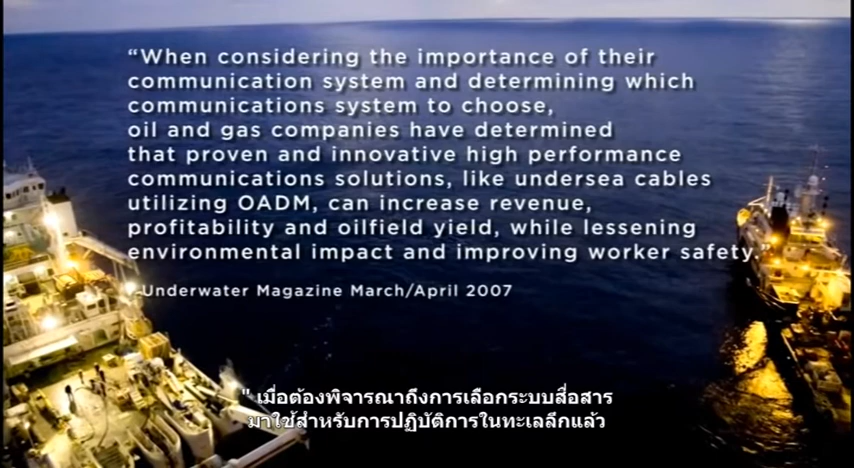 “When considering the importance of their
communication system and determining which
communications system to choose,
oil and gas companies have determined
that proven and innovative high performance
communications solutions, like undersea cables
utilizing OADM, can increase revenue,
profitability and oilfield yield, while lessening
environmental impact and improving worker safety.”
-Underwater Magazine March/April 2007
" เมื่อต้องพิจารณาถึงการเลือกระบบสื่อสาร
มาใช้สำหรับการปฏิบัติการในทะเลลึกแล้ว